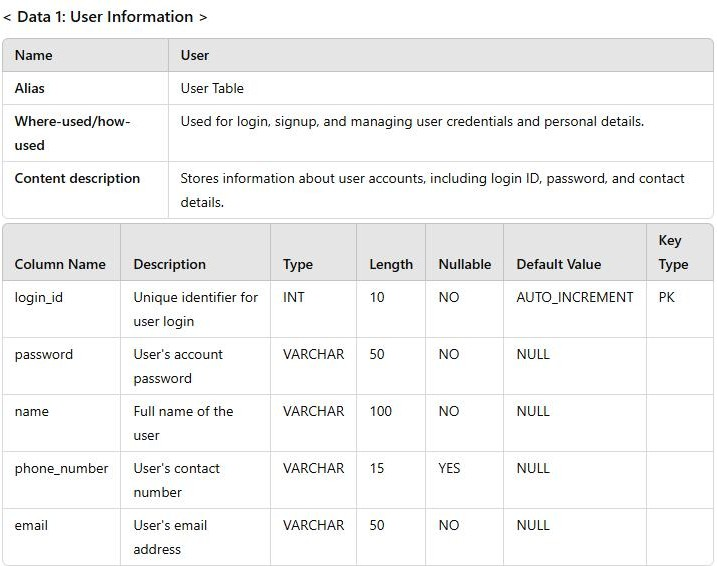 < Data 1: User Information >
Name User
Alias User Table
Where-used/how-used Used for login, signup, and managing user credentials and personal details.
Content description Stores information about user accounts, including login ID, password, and contact
details.
Column Name Description Type Length Nullable Default Value Key Type
login_id Unique identifier for user login INT 10 NO AUTO_INCREMENT PK
password User's account password VARCHAR 50 NO NULL
name Full name of the user VARCHAR 100 NO NULL
phone_number User's contact number VARCHAR 15 YES NULL
email User's email address VARCHAR 50 NO NULL